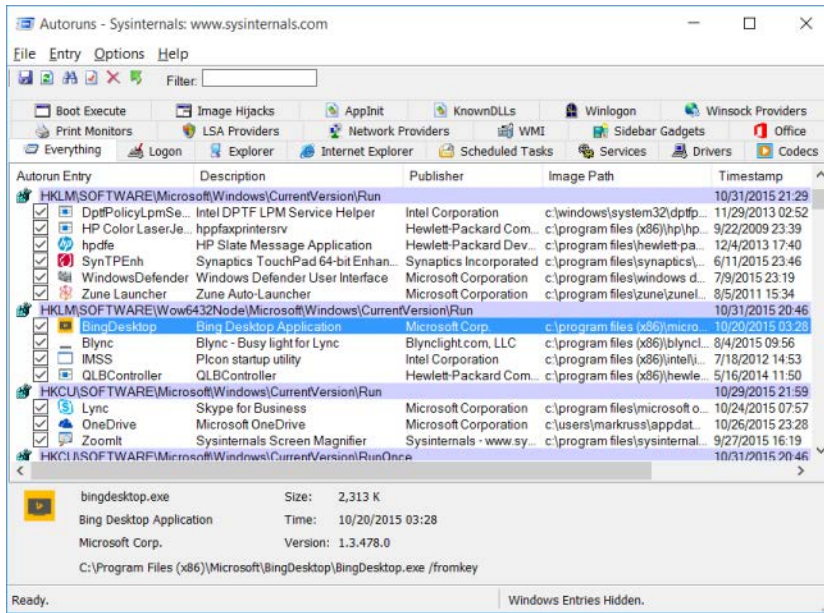 Autoruns - Sysinternals: www.sysinternals.com
File Entry Options Help
Filter:
Boot Execute Image Hijacks AppInit KnownDLLs Winlogon Winsock Providers
Print Monitors LSA Providers Network Providers WMI Sidebar Gadgets Office
Everything Logon Explorer Internet Explorer Scheduled Tasks Services Drivers Codecs
Autorun Entry Description Publisher Image Path Timestamp
HKLM\SOFTWARE\Microsoft\Windows\CurrentVersion\Run 10/31/2015 21:29
DptfPolicyLpmSe... Intel DPTF LPM Service Helper Intel Corporation c:\windows\system32\dptfp... 11/29/2013 02:52
HP Color LaserJe... hppfaxprintersrv Hewlett-Packard Com... c:\program files (x86)\hp\hp... 9/22/2009 23:39
hpdfe HP Slate Message Application Hewlett-Packard Dev... c:\program files\hewlett-pa... 12/4/2013 17:40
SynTPEnh Synaptics TouchPad 64-bit Enhan... Synaptics Incorporated c:\program files\synaptics\... 6/11/2015 23:46
WindowsDefender Windows Defender User Interface Microsoft Corporation c:\program files\windows d... 7/9/2015 23:19
Zune Launcher Zune Auto-Launcher Microsoft Corporation c:\program files\zune\zunel... 8/5/2011 15:34
HKLM\SOFTWARE\Wow6432Node\Microsoft\Windows\CurrentVersion\Run 10/31/2015 20:46
BingDesktop Bing Desktop Application Microsoft Corp. c:\program files (x86)\micro... 10/20/2015 03:28
Blync Blync - Busy light for Lync Blynclight.com, LLC c:\program files (x86)\blyncl... 8/4/2015 09:56
IMSS PIcon startup utility Intel Corporation c:\program files (x86)\intel\i... 7/18/2012 14:53
QLBController QLBController Hewlett-Packard Com... c:\program files (x86)\hewle... 5/16/2014 11:50
HKCU\SOFTWARE\Microsoft\Windows\CurrentVersion\Run 10/29/2015 21:59
Lync Skype for Business Microsoft Corporation c:\program files\microsoft o... 10/24/2015 07:57
OneDrive Microsoft OneDrive Microsoft Corporation c:\users\markruss\appdat... 10/26/2015 23:28
ZoomIt Sysinternals Screen Magnifier Sysinternals - www.sy... c:\program files\sysinternal... 9/27/2015 16:19
HKCU\SOFTWARE\Microsoft\Windows\CurrentVersion\RunOnce 10/31/2015 20:46
bingdesktop.exe Size: 2,313 K
Bing Desktop Application Time: 10/20/2015 03:28
Microsoft Corp. Version: 1.3.478.0
C:\Program Files (x86)\Microsoft\BingDesktop\BingDesktop.exe /fromkey
Ready. Windows Entries Hidden.